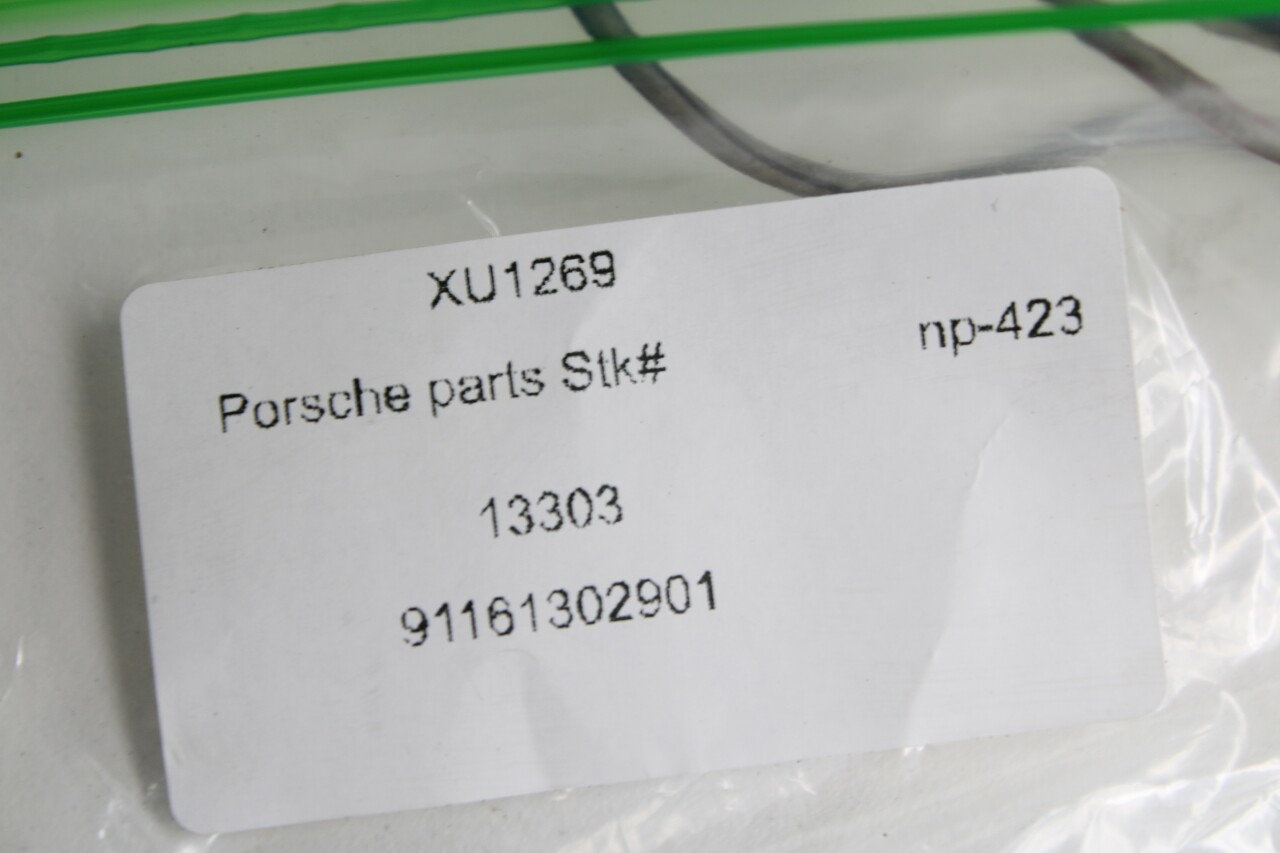 XU1269
np-423
Porsche parts Stk#
13303
91161302901